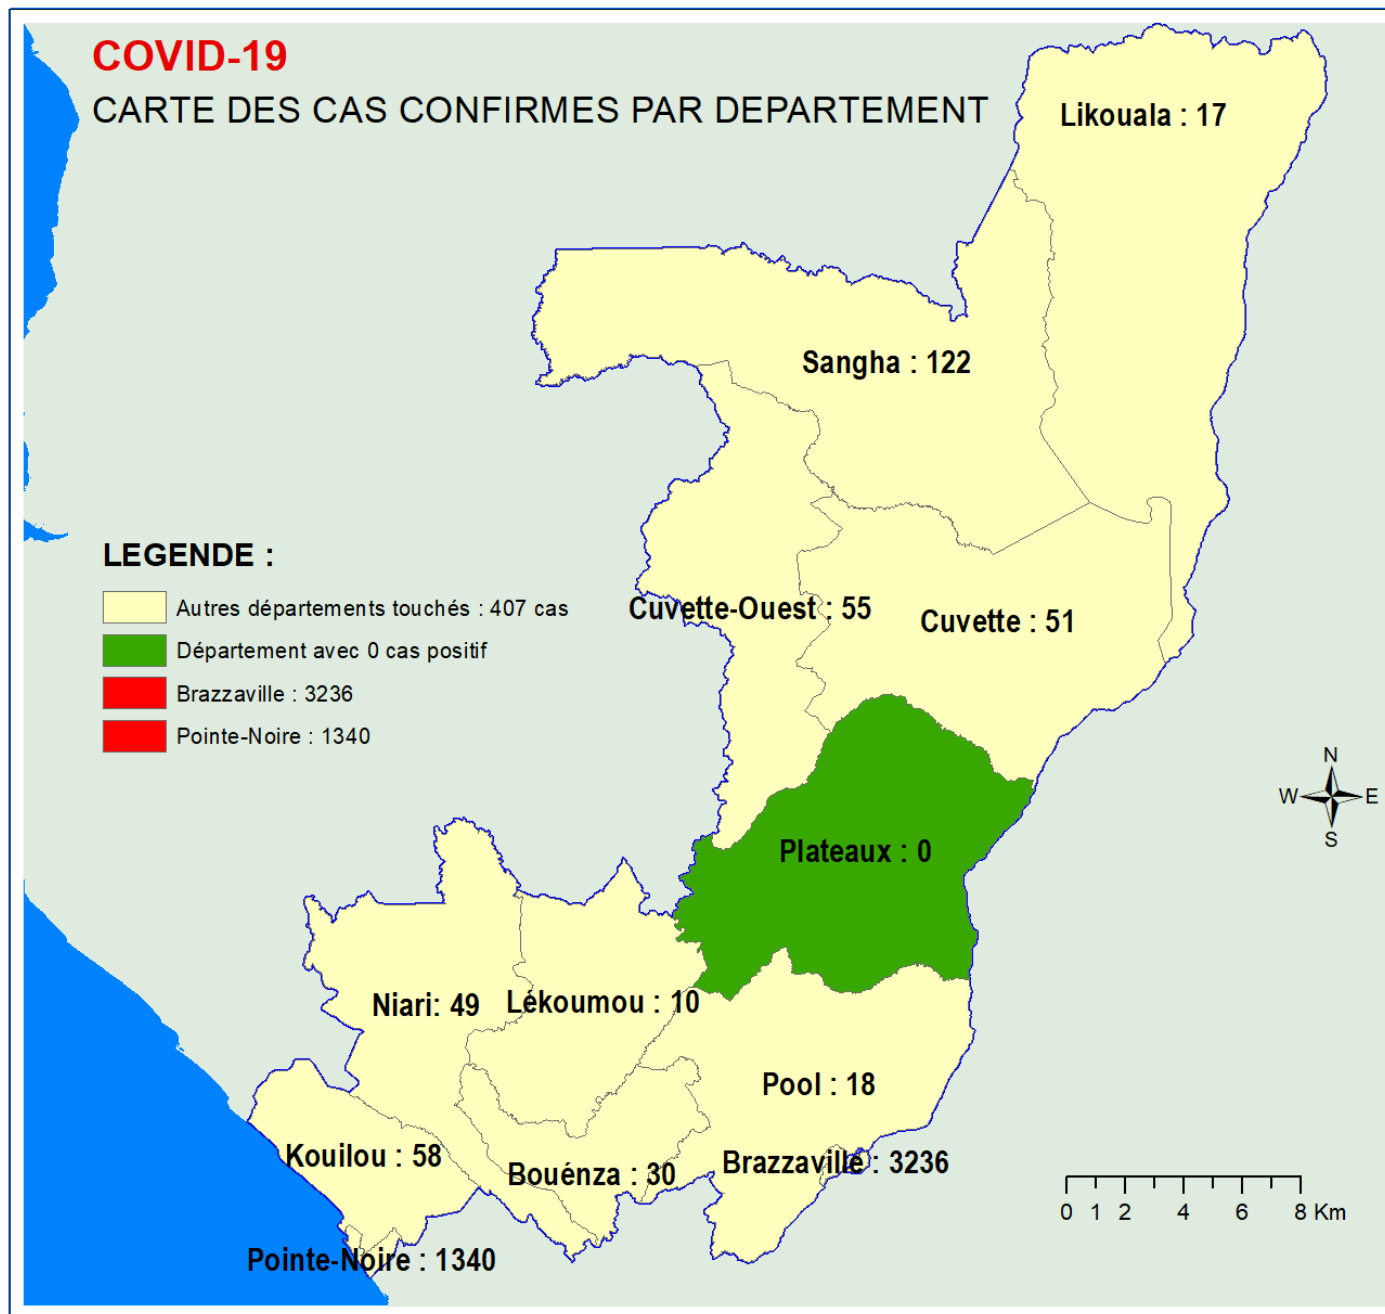 COVID-19
CARTE DES CAS CONFIRMES PAR DEPARTEMENT
Likouala : 17
Sangha : 122
LEGENDE :
Autres départements touchés : 407 cas
Département avec 0 cas positif
Brazzaville : 3236
Pointe-Noire : 1340
Cuvette-Ouest : 55
Cuvette : 51
N
W E
S
Plateaux : 0
Niari: 49
Lékoumou : 10
Pool : 18
Kouilou : 58
Bouénza : 30
Brazzaville : 3236
0 1 2 4 6 8 Km
Pointe-Noire : 1340